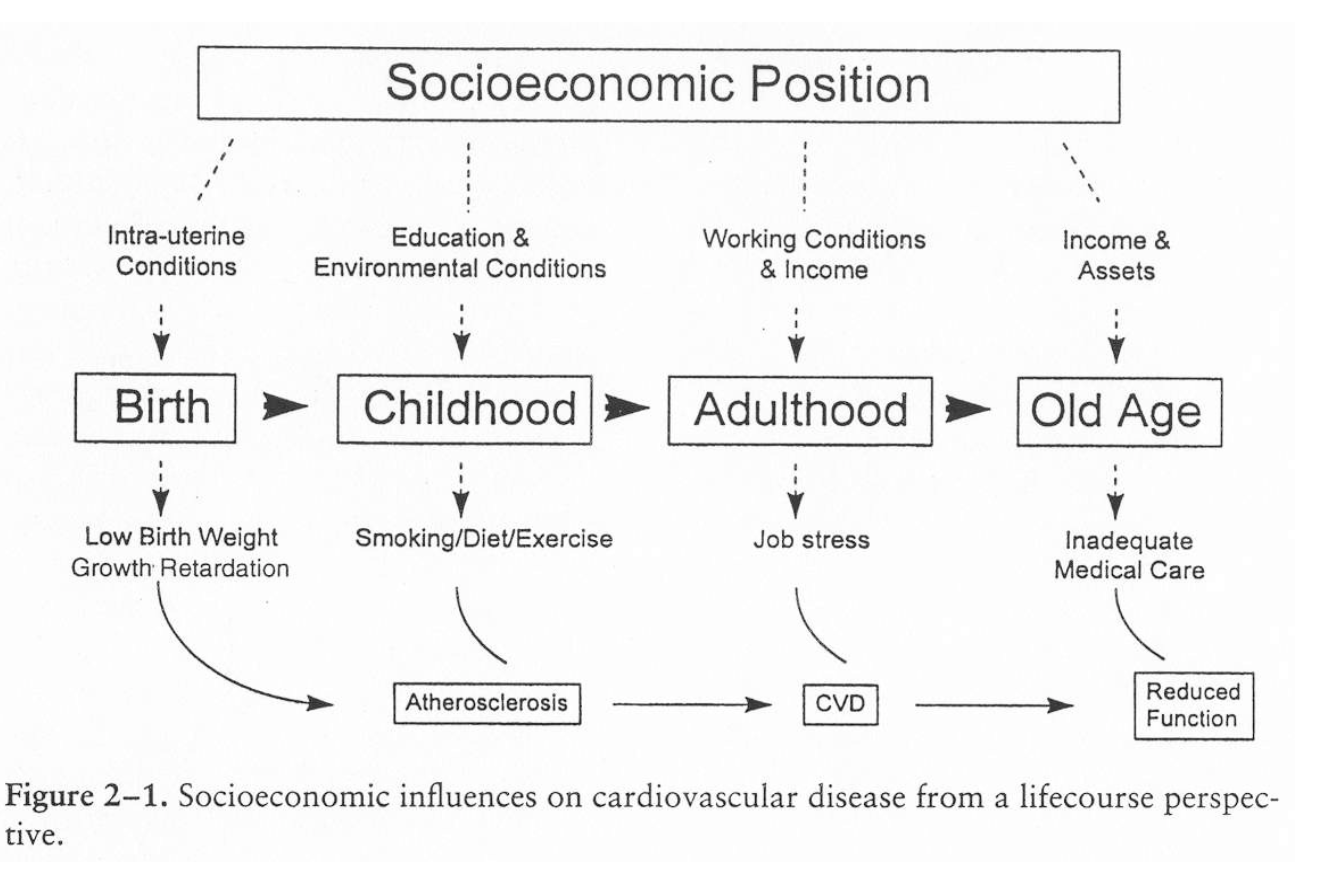 Socioeconomic Position
Intra-uterine
Conditions
Education &
Environmental Conditions
Working Conditions
& Income
Income &
Assets
Birth
Childhood
Adulthood
Old Age
Low Birth Weight
Growth Retardation
Smoking/Diet/Exercise
Job stress
Inadequate
Medical Care
Atherosclerosis
CVD
Reduced
Function
Figure 2–1. Socioeconomic influences on cardiovascular disease from a lifecourse perspec-
tive.